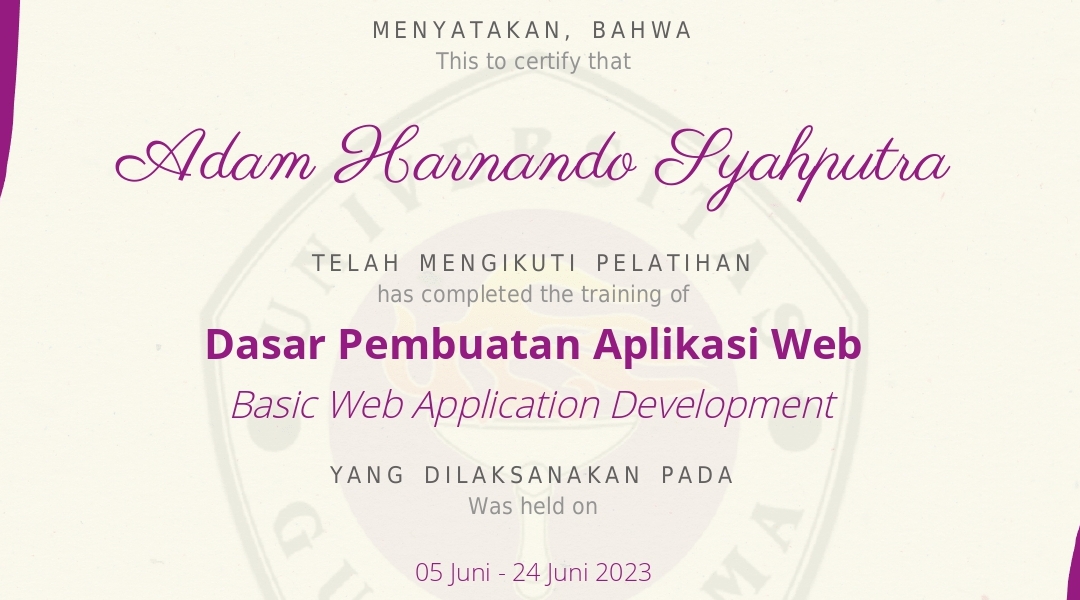 MENYATAKAN, BAHWA
This to certify that
Adam Harnando Syahputra
TELAH MENGIKUTI PELATIHAN
has completed the training of
Dasar Pembuatan Aplikasi Web
Basic Web Application Development
YANG DILAKSANAKAN PADA
Was held on
05 Juni - 24 Juni 2023
UNIVERSITAS